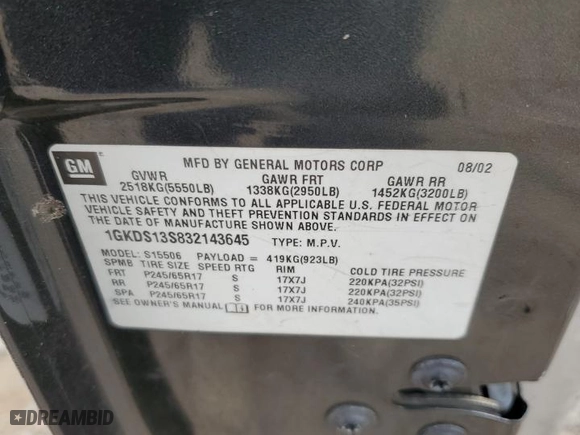 GM
MFD BY GENERAL MOTORS CORP 08/02
GVWR GAWR FRT GAWR RR
2518KG(5550LB) 1338KG(2950LB) 1452KG(3200LB)
THIS VEHICLE CONFORMS TO ALL APPLICABLE U.S. FEDERAL MOTOR
VEHICLE SAFETY AND THEFT PREVENTION STANDARDS IN EFFECT ON
THE DATE OF MANUFACTURE SHOWN ABOVE.
1GKDS13S832143645 TYPE: M.P.V.
MODEL: S15506 PAYLOAD = 419KG(923LB)
SPMB TIRE SIZE SPEED RTG RIM COLD TIRE PRESSURE
FRT P245/65R17 S 17X7J 220KPA(32PSI)
RR P245/65R17 S 17X7J 220KPA(32PSI)
SPA P245/65R17 S 17X7J 240KPA(35PSI)
SEE OWNER'S MANUAL FOR MORE INFORMATION.
DREAMBID